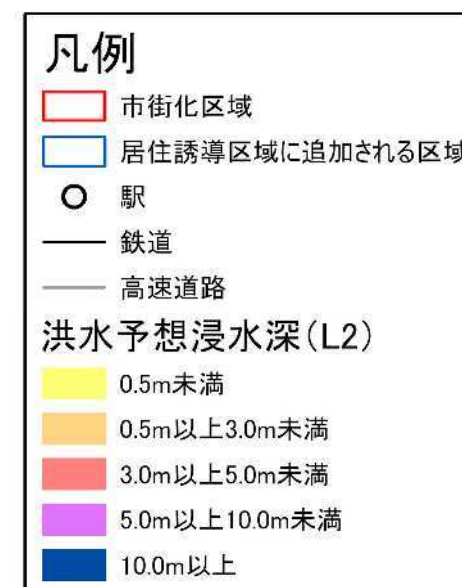 凡例
市街化区域
居住誘導区域に追加される区域
駅
鉄道
高速道路
洪水予想浸水深(L2)
0.5m未満
0.5m以上3.0m未満
3.0m以上5.0m未満
5.0m以上10.0m未満
10.0m以上